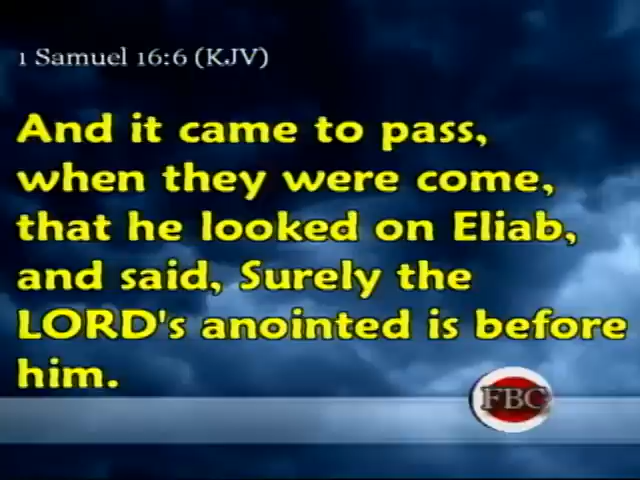 1 Samuel 16:6 (KJV)
And it came to pass,
when they were come,
that he looked on Eliab,
and said, Surely the
LORD's anointed is before
him.
FBC